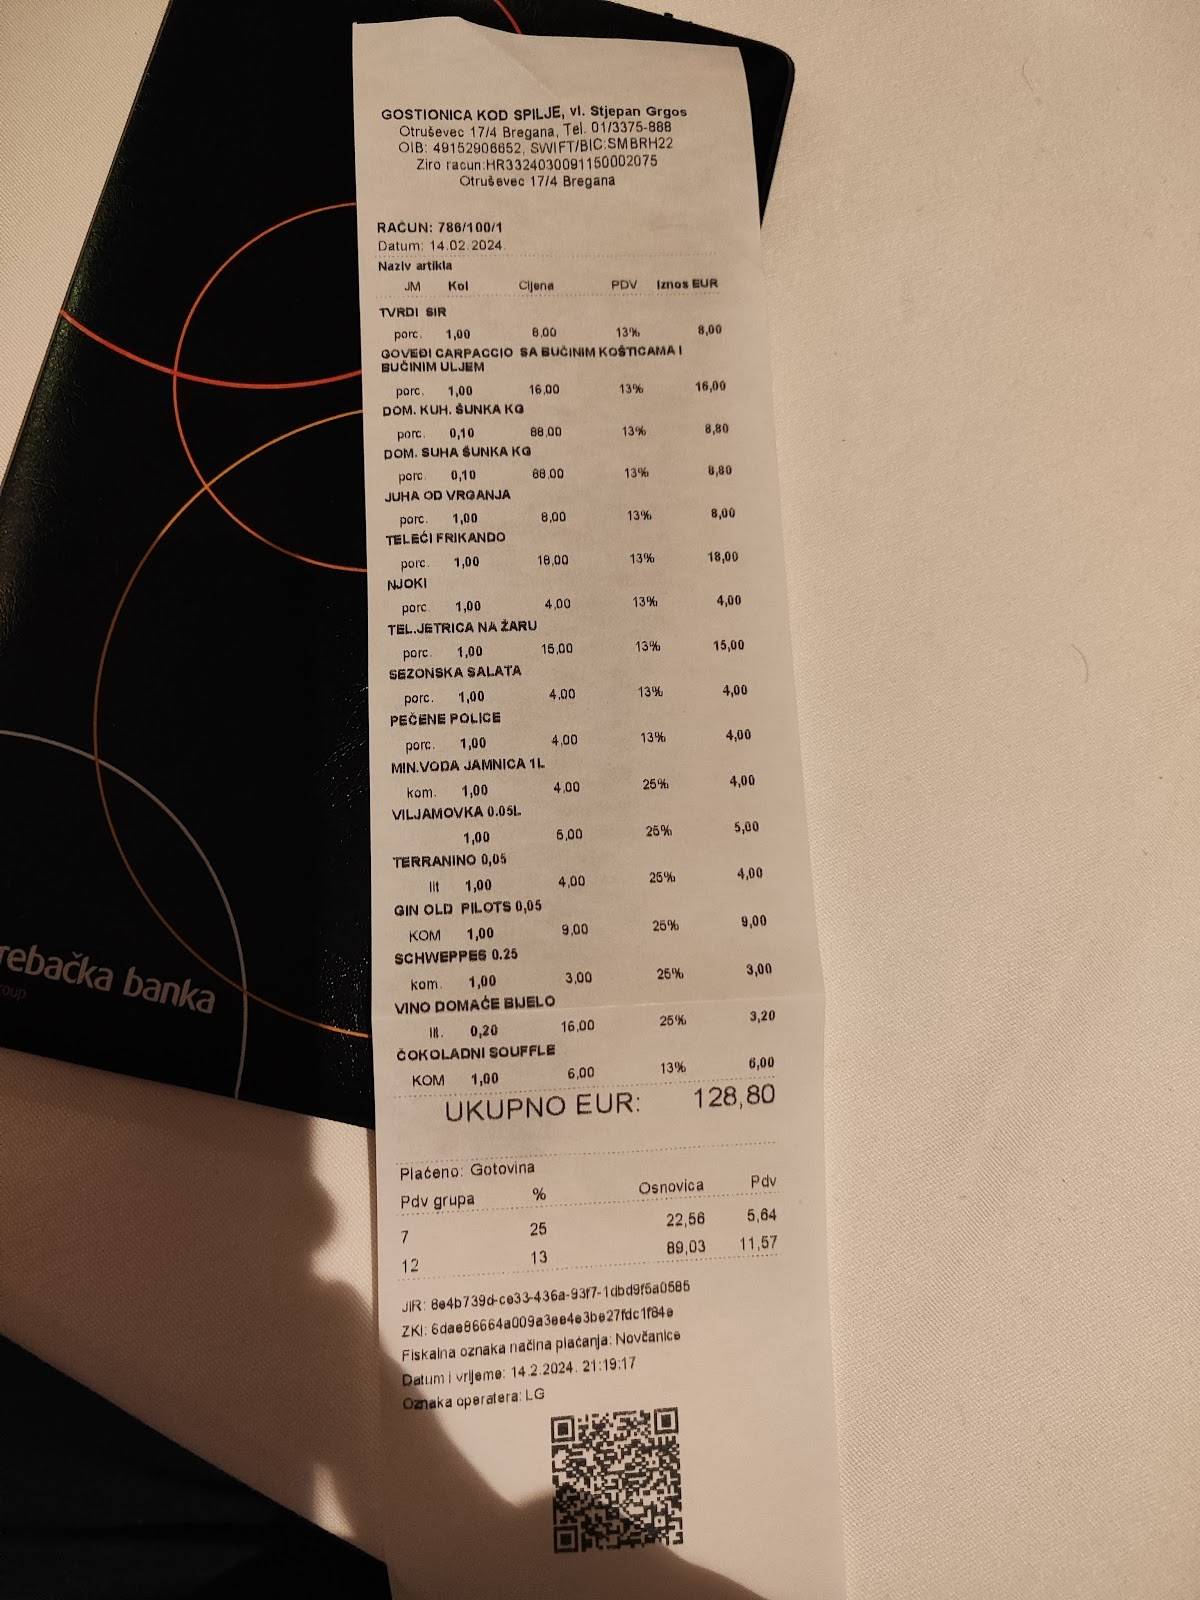 GOSTIONICA KOD SPILJE, vl. Stjepan Grgos
Otruševec 17/4 Bregana, Tel. 01/3375-888
OIB: 49152906652, SWIFT/BIC:SMBRH22
Ziro racun:HR3324030091150002075
Otruševec 17/4 Bregana
RAČUN: 786/100/1
Datum: 14.02.2024.
Naziv artikla
JM Kol Cijena PDV Iznos EUR
TVRDI SIR
porc. 1,00 8,00 13% 8,00
GOVEĐI CARPACCIO SA BUČINIM KOŠTICAMA I
BUČINIM ULJEM
porc. 1,00 16,00 13% 16,00
DOM. KUH. ŠUNKA KG
porc. 0,10 88,00 13% 8,80
DOM. SUHA ŠUNKA KG
porc. 0,10 88,00 13% 8,80
JUHA OD VRGANJA
porc. 1,00 8,00 13% 8,00
TELEĆI FRIKANDO
porc. 1,00 18,00 13% 18,00
NJOKI
porc. 1,00 4,00 13% 4,00
TEL.JETRICA NA ŽARU
porc. 1,00 15,00 13% 15,00
SEZONSKA SALATA
porc. 1,00 4,00 13% 4,00
PEČENE POLICE
porc. 1,00 4,00 13% 4,00
MIN.VODA JAMNICA 1L
kom. 1,00 4,00 25% 4,00
VILJAMOVKA 0.05L
1,00 5,00 25% 5,00
TERRANINO 0,05
lit 1,00 4,00 25% 4,00
GIN OLD PILOTS 0,05
KOM 1,00 9,00 25% 9,00
SCHWEPPES 0.25
kom. 1,00 3,00 25% 3,00
VINO DOMAĆE BIJELO
lit. 0,20 16,00 25% 3,20
ČOKOLADNI SOUFFLE
KOM 1,00 6,00 13% 6,00
UKUPNO EUR: 128,80
Plaćeno: Gotovina
Pdv grupa % Osnovica Pdv
7 25 22,56 5,64
12 13 89,03 11,57
JIR: 8e4b739d-ce33-436a-93f7-1dbd9f5a0585
ZKI: 6dae86664a009a3ee4e3be27fdc1f84e
Fiskalna oznaka načina plaćanja: Novčanice
Datum i vrijeme: 14.2.2024. 21:19:17
Oznaka operatera: LG
rebačka banka
roup